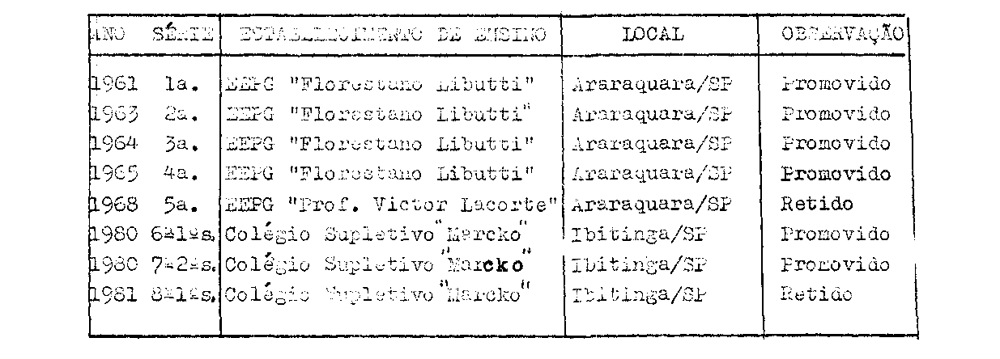 ANO SÉRIE ESTABELECIMENTO DE ENSINO LOCAL OBSERVAÇÃO
1961 1a. EEPG "Florestano Libutti" Araraquara/SP Promovido
1963 2a. EEPG "Florestano Libutti" Araraquara/SP Promovido
1964 3a. EEPG "Florestano Libutti" Araraquara/SP Promovido
1965 4a. EEPG "Florestano Libutti" Araraquara/SP Promovido
1968 5a. EEPG "Prof. Victor Lacorte" Araraquara/SP Retido
1980 6ª1ªs. Colégio Supletivo "Marcko" Ibitinga/SP Promovido
1980 7ª2ªs. Colégio Supletivo "Marcko" Ibitinga/SP Promovido
1981 8ª1ªs. Colégio Supletivo "Marcko" Ibitinga/SP Retido